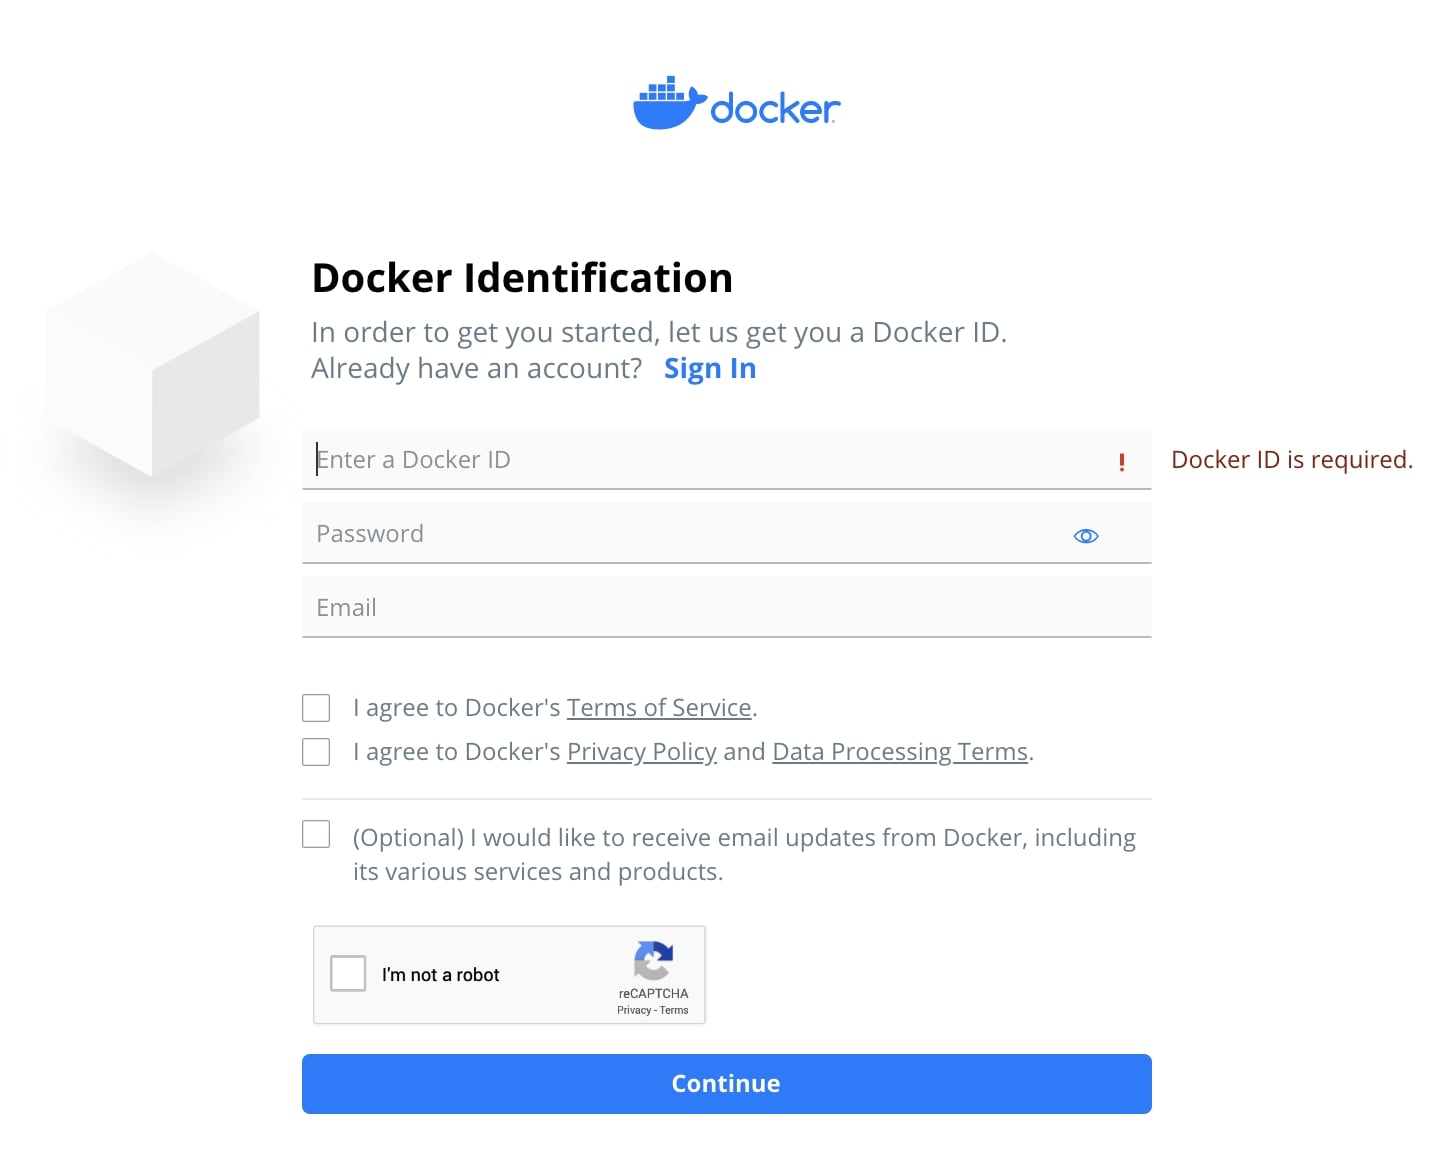 docker
Docker Identification
In order to get you started, let us get you a Docker ID.
Already have an account? Sign In
Enter a Docker ID ! Docker ID is required.
Password
Email
I agree to Docker's Terms of Service.
I agree to Docker's Privacy Policy and Data Processing Terms.
(Optional) I would like to receive email updates from Docker, including
its various services and products.
I'm not a robot
reCAPTCHA
Privacy - Terms
Continue